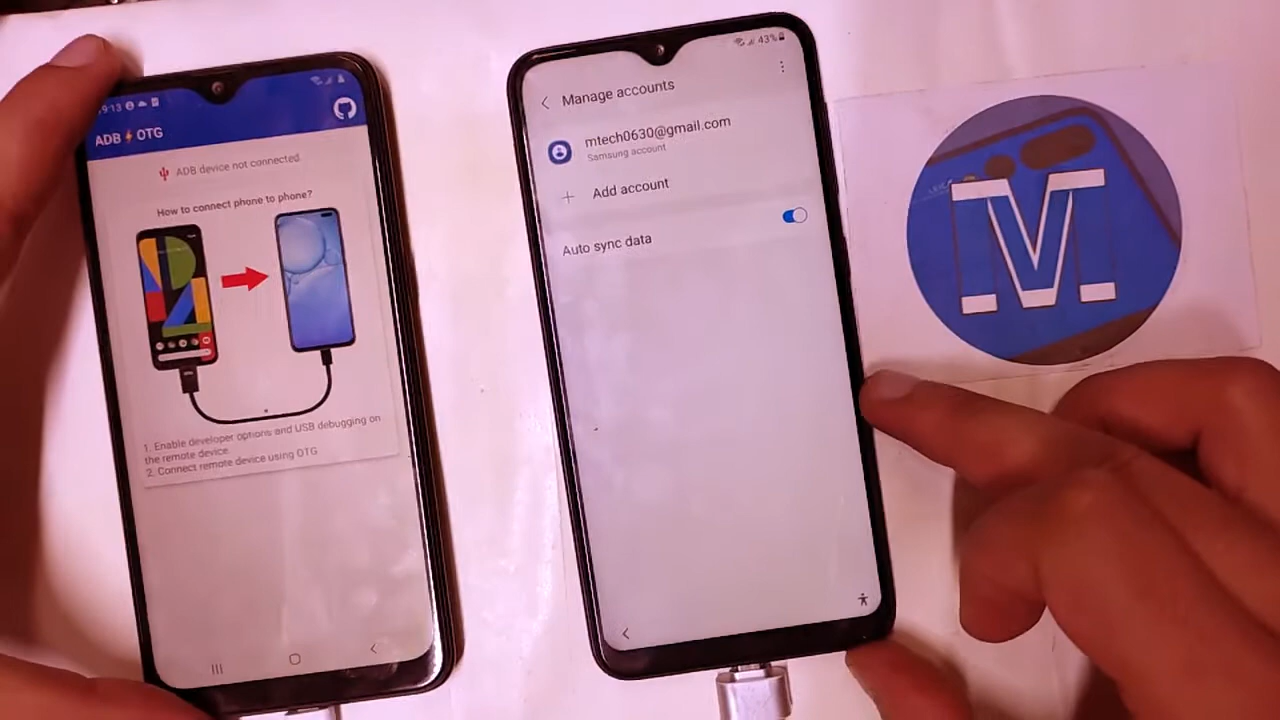 9:13
ADB⚡OTG
ADB device not connected
How to connect phone to phone?
1. Enable developer options and USB debugging on
the remote device.
2. Connect remote device using OTG
43%
Manage accounts
mtech0630@gmail.com
Samsung account
Add account
Auto sync data
M